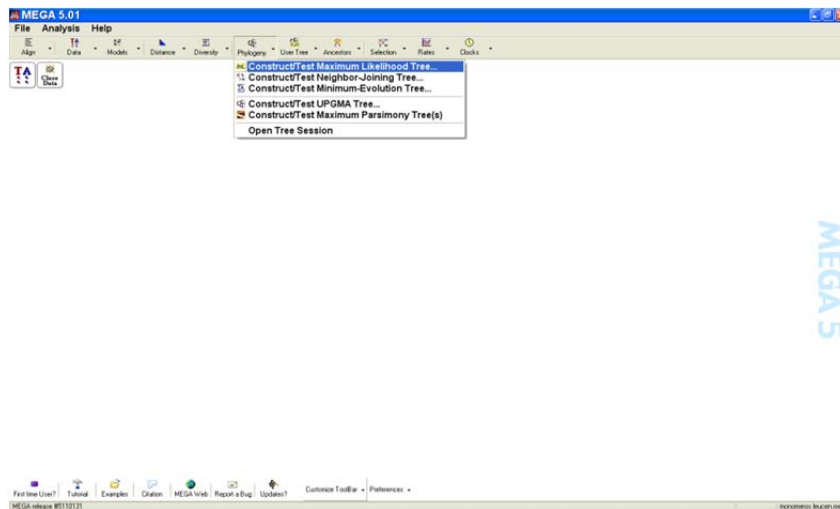 MEGA 5.01
File Analysis Help
Align Data Models Distance Diversity Phylogeny User Tree Ancestors Selection Rates Clocks
Construct/Test Maximum Likelihood Tree...
TA Close Data
Construct/Test Neighbor-Joining Tree...
Construct/Test Minimum-Evolution Tree...
Construct/Test UPGMA Tree...
Construct/Test Maximum Parsimony Tree(s)
Open Tree Session
MEGA 5
First time User? Tutorial Examples Citation MEGA Web Report a Bug Updates? Customize ToolBar Preferences
MEGA release #5110131